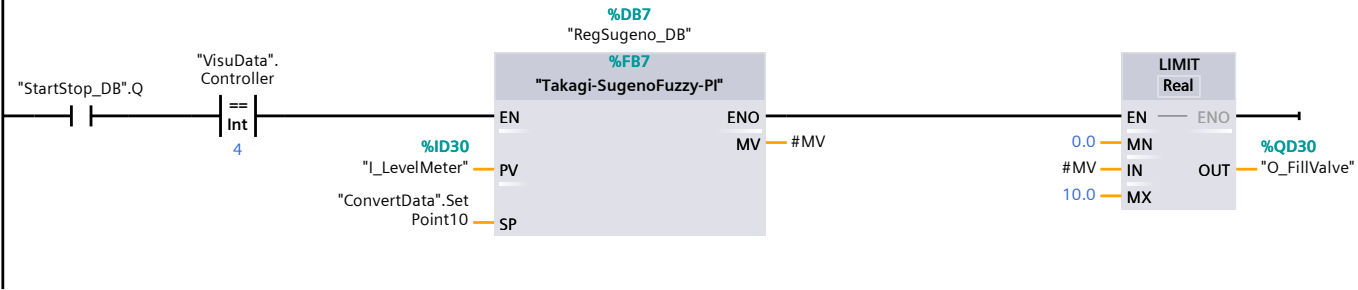 %DB7
"RegSugeno_DB"
"VisuData".
Controller
%FB7
LIMIT
"StartStop_DB".Q
"Takagi-SugenoFuzzy-PI"
Real
==
Int
EN
ENO
EN
ENO
4
%ID30
MV
#MV
0.0
MN
%QD30
"I_LevelMeter"
PV
#MV
IN
OUT
"O_FillValve"
"ConvertData".Set
Point10
SP
10.0
MX